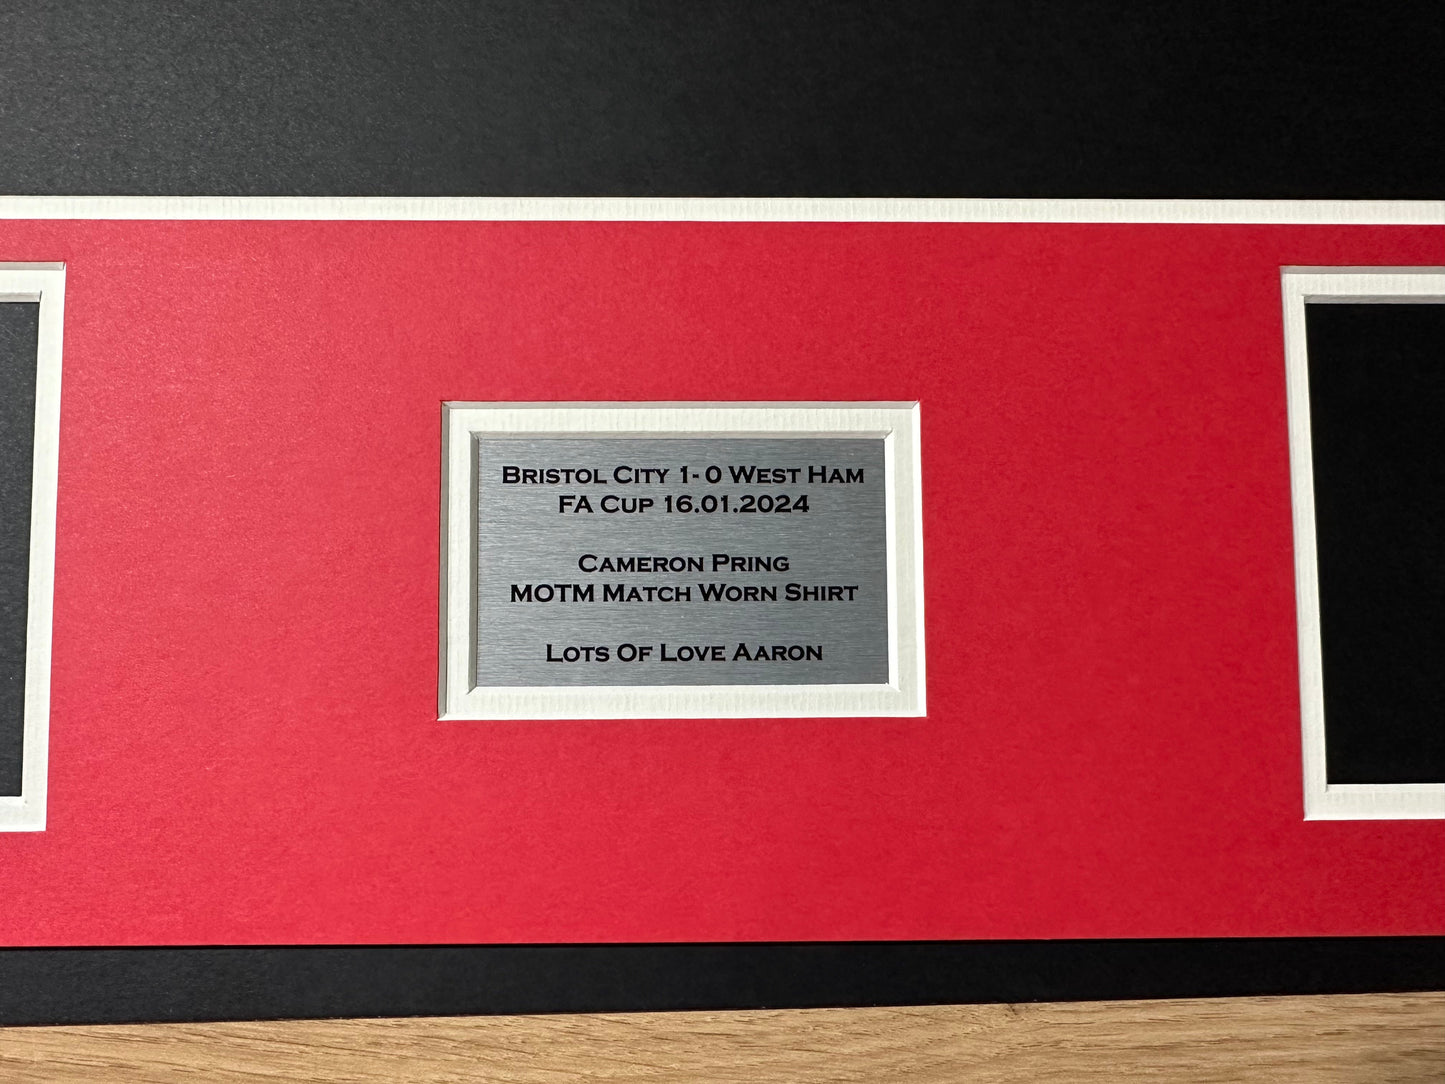 Bristol City 1- 0 West Ham
FA Cup 16.01.2024
Cameron Pring
MOTM Match Worn Shirt
Lots Of Love Aaron